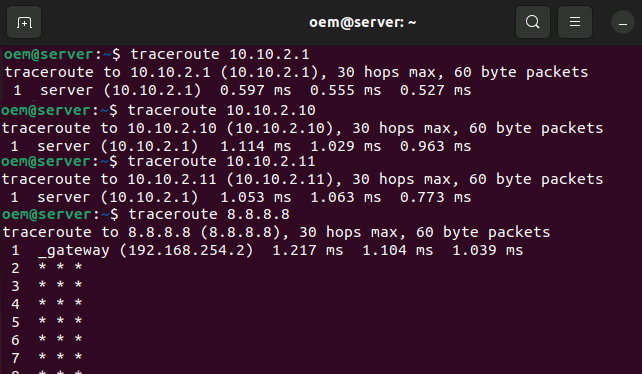 oem@server: ~
oem@server:~$ traceroute 10.10.2.1
traceroute to 10.10.2.1 (10.10.2.1), 30 hops max, 60 byte packets
1 server (10.10.2.1) 0.597 ms 0.555 ms 0.527 ms
oem@server:~$ traceroute 10.10.2.10
traceroute to 10.10.2.10 (10.10.2.10), 30 hops max, 60 byte packets
1 server (10.10.2.1) 1.114 ms 1.029 ms 0.963 ms
oem@server:~$ traceroute 10.10.2.11
traceroute to 10.10.2.11 (10.10.2.11), 30 hops max, 60 byte packets
1 server (10.10.2.1) 1.053 ms 1.063 ms 0.773 ms
oem@server:~$ traceroute 8.8.8.8
traceroute to 8.8.8.8 (8.8.8.8), 30 hops max, 60 byte packets
1 _gateway (192.168.254.2) 1.217 ms 1.104 ms 1.039 ms
2 * * *
3 * * *
4 * * *
5 * * *
6 * * *
7 * * *